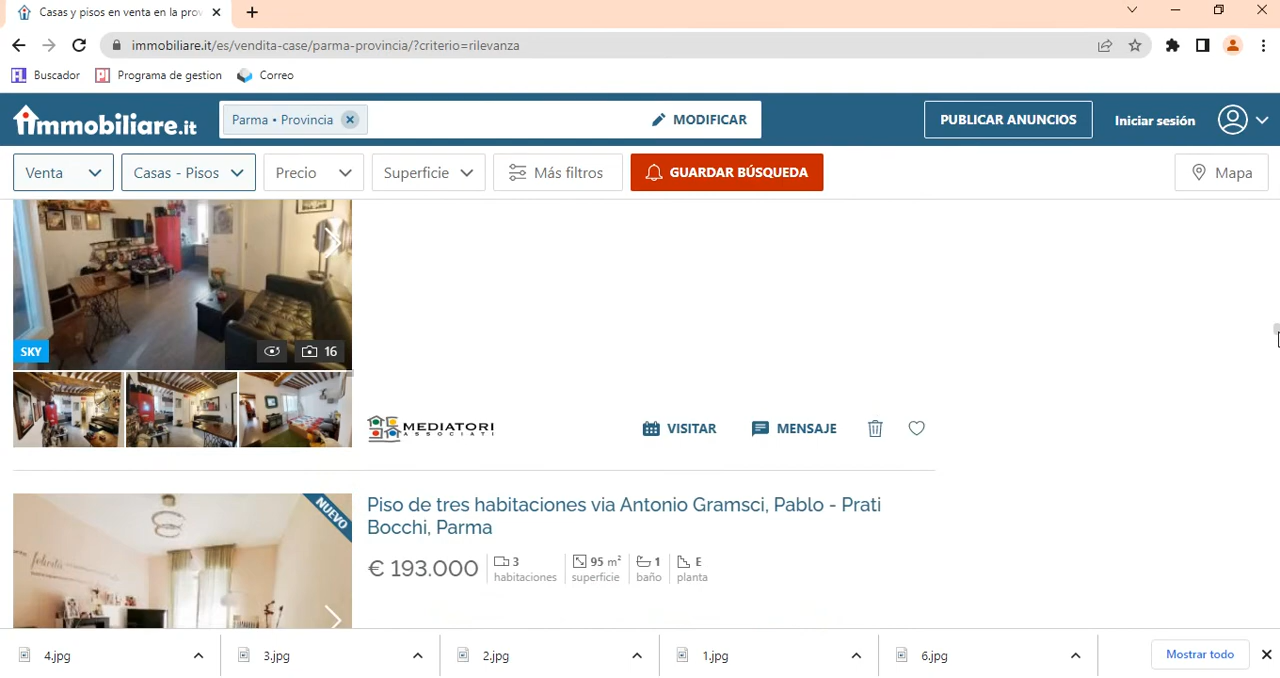 Casas y pisos en venta en la prov
immobiliare.it/es/vendita-case/parma-provincia/?criterio=rilevanza
Buscador
Programa de gestion
Correo
immobiliare.it
Parma • Provincia
MODIFICAR
PUBLICAR ANUNCIOS
Iniciar sesión
Venta
Casas - Pisos
Precio
Superficie
Más filtros
GUARDAR BÚSQUEDA
Mapa
SKY
16
MEDIATORI
ASSOCIATI
VISITAR
MENSAJE
NUEVO
Piso de tres habitaciones via Antonio Gramsci, Pablo - Prati
Bocchi, Parma
€ 193.000
3
habitaciones
95 m²
superficie
1
baño
E
planta
4.jpg
3.jpg
2.jpg
1.jpg
6.jpg
Mostrar todo